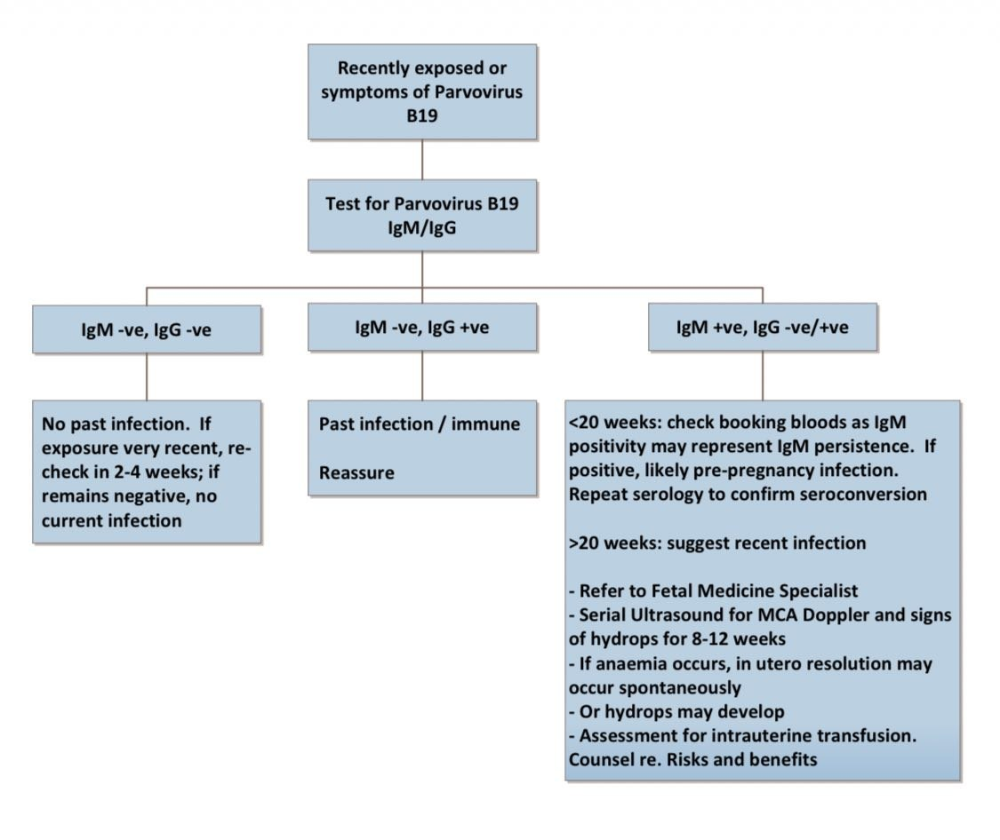 Recently exposed or
symptoms of Parvovirus
B19
Test for Parvovirus B19
IgM/IgG
IgM -ve, IgG -ve
IgM -ve, IgG +ve
IgM +ve, IgG -ve/+ve
No past infection.  If
exposure very recent, re-
check in 2-4 weeks; if
remains negative, no
current infection
Past infection / immune
Reassure
<20 weeks: check booking bloods as IgM
positivity may represent IgM persistence.  If
positive, likely pre-pregnancy infection.
Repeat serology to confirm seroconversion
>20 weeks: suggest recent infection
- Refer to Fetal Medicine Specialist
- Serial Ultrasound for MCA Doppler and signs
of hydrops for 8-12 weeks
- If anaemia occurs, in utero resolution may
occur spontaneously
- Or hydrops may develop
- Assessment for intrauterine transfusion.
Counsel re. Risks and benefits